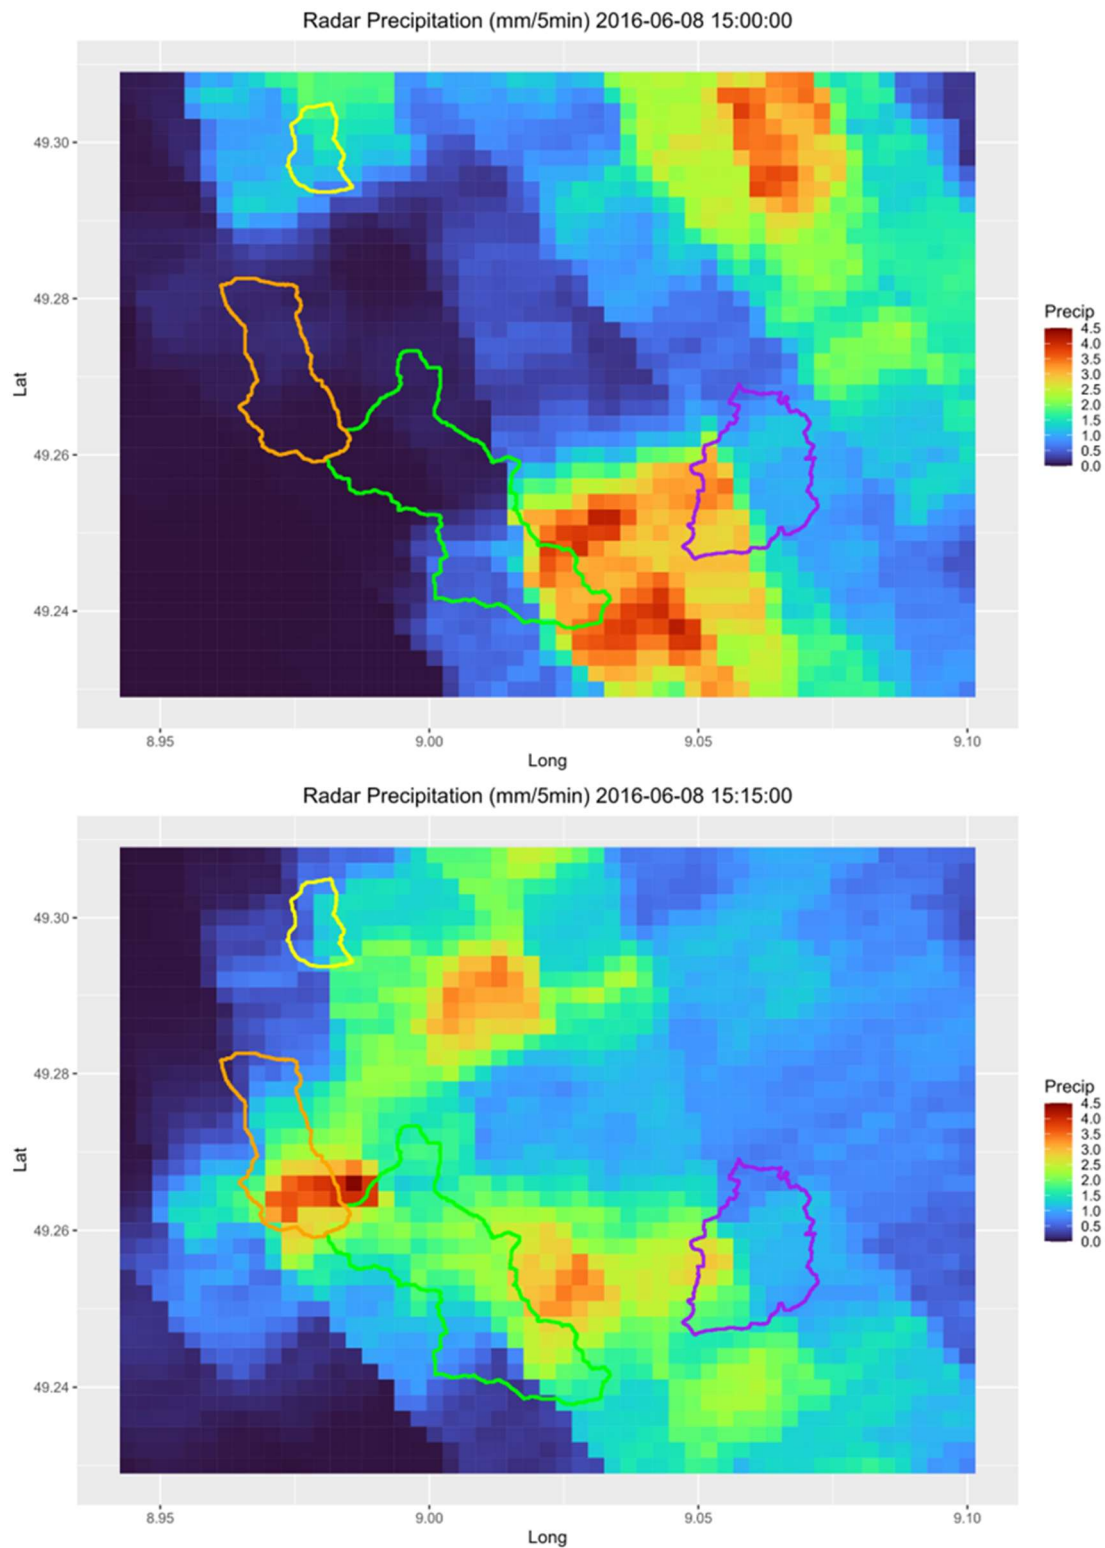 Radar Precipitation (mm/5min) 2016-06-08 15:00:00
49.30
49.28
49.26
49.24
Lat
8.95 9.00 9.05 9.10
Long
Precip
4.5
4.0
3.5
3.0
2.5
2.0
1.5
1.0
0.5
0.0
Radar Precipitation (mm/5min) 2016-06-08 15:15:00
49.30
49.28
49.26
49.24
Lat
8.95 9.00 9.05 9.10
Long
Precip
4.5
4.0
3.5
3.0
2.5
2.0
1.5
1.0
0.5
0.0